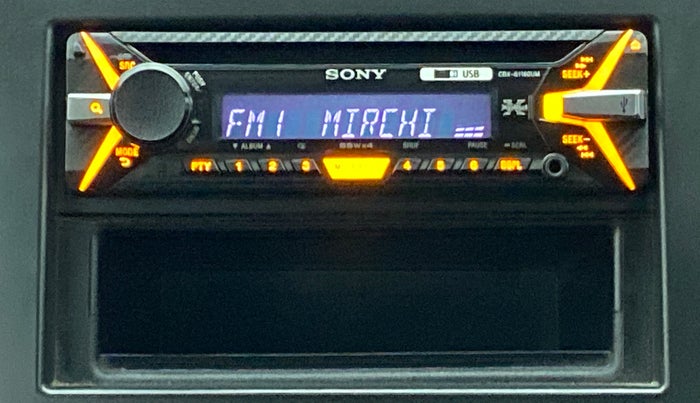 SONY
USB
CDX-G1160UM
SRC
SEEK+
FM1 MIRCHI
▼ ALBUM ▲
55Wx4
SHUF
PAUSE
SCRL
MODE
SEEK-
PTY 1 2 3 4 5 6 DSPL